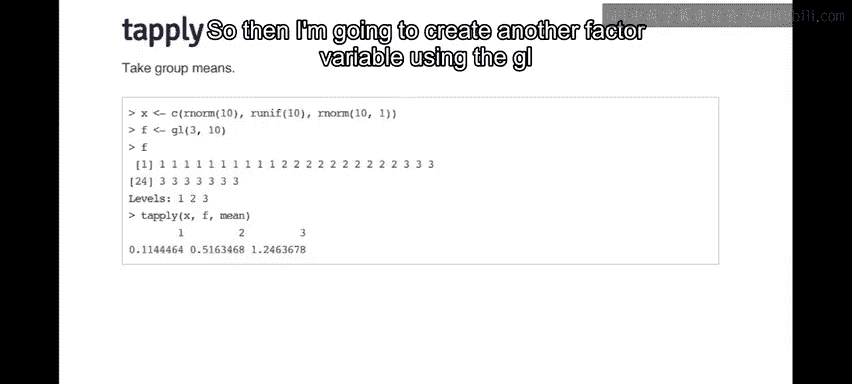 tapply
So then I'm going to create another factor
variable using the gl
Take group means.
> x <- c(rnorm(10), runif(10), rnorm(10, 1))
> f <- gl(3, 10)
> f
[1] 1 1 1 1 1 1 1 1 1 1 2 2 2 2 2 2 2 2 2 2 3 3 3
[24] 3 3 3 3 3 3 3
Levels: 1 2 3
> tapply(x, f, mean)
1 2 3
0.1144464 0.5163468 1.2463678